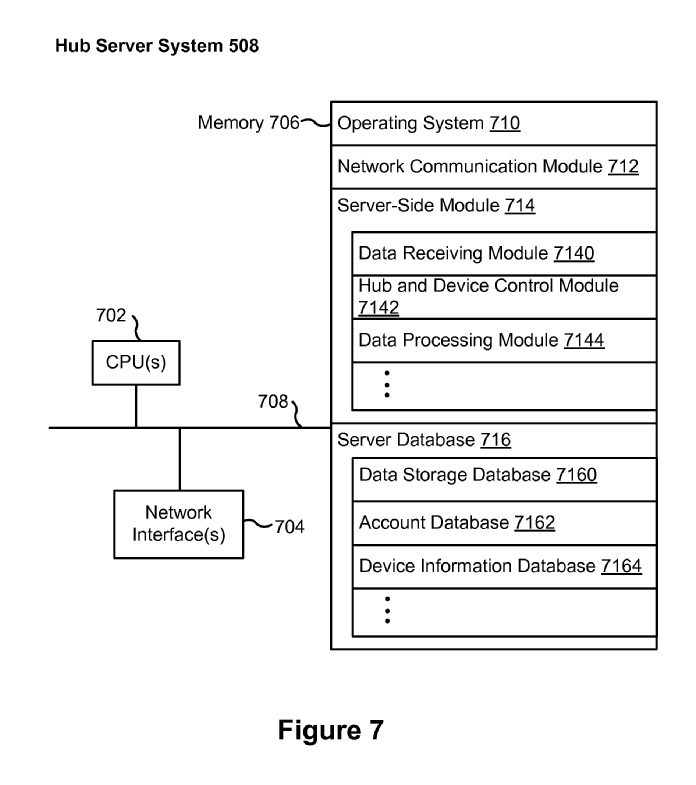 Hub Server System 508
Memory 706
Operating System 710
Network Communication Module 712
Server-Side Module 714
Data Receiving Module 7140
Hub and Device Control Module
7142
Data Processing Module 7144
702
CPU(s)
708
Network
Interface(s)
704
Server Database 716
Data Storage Database 7160
Account Database 7162
Device Information Database 7164
Figure 7